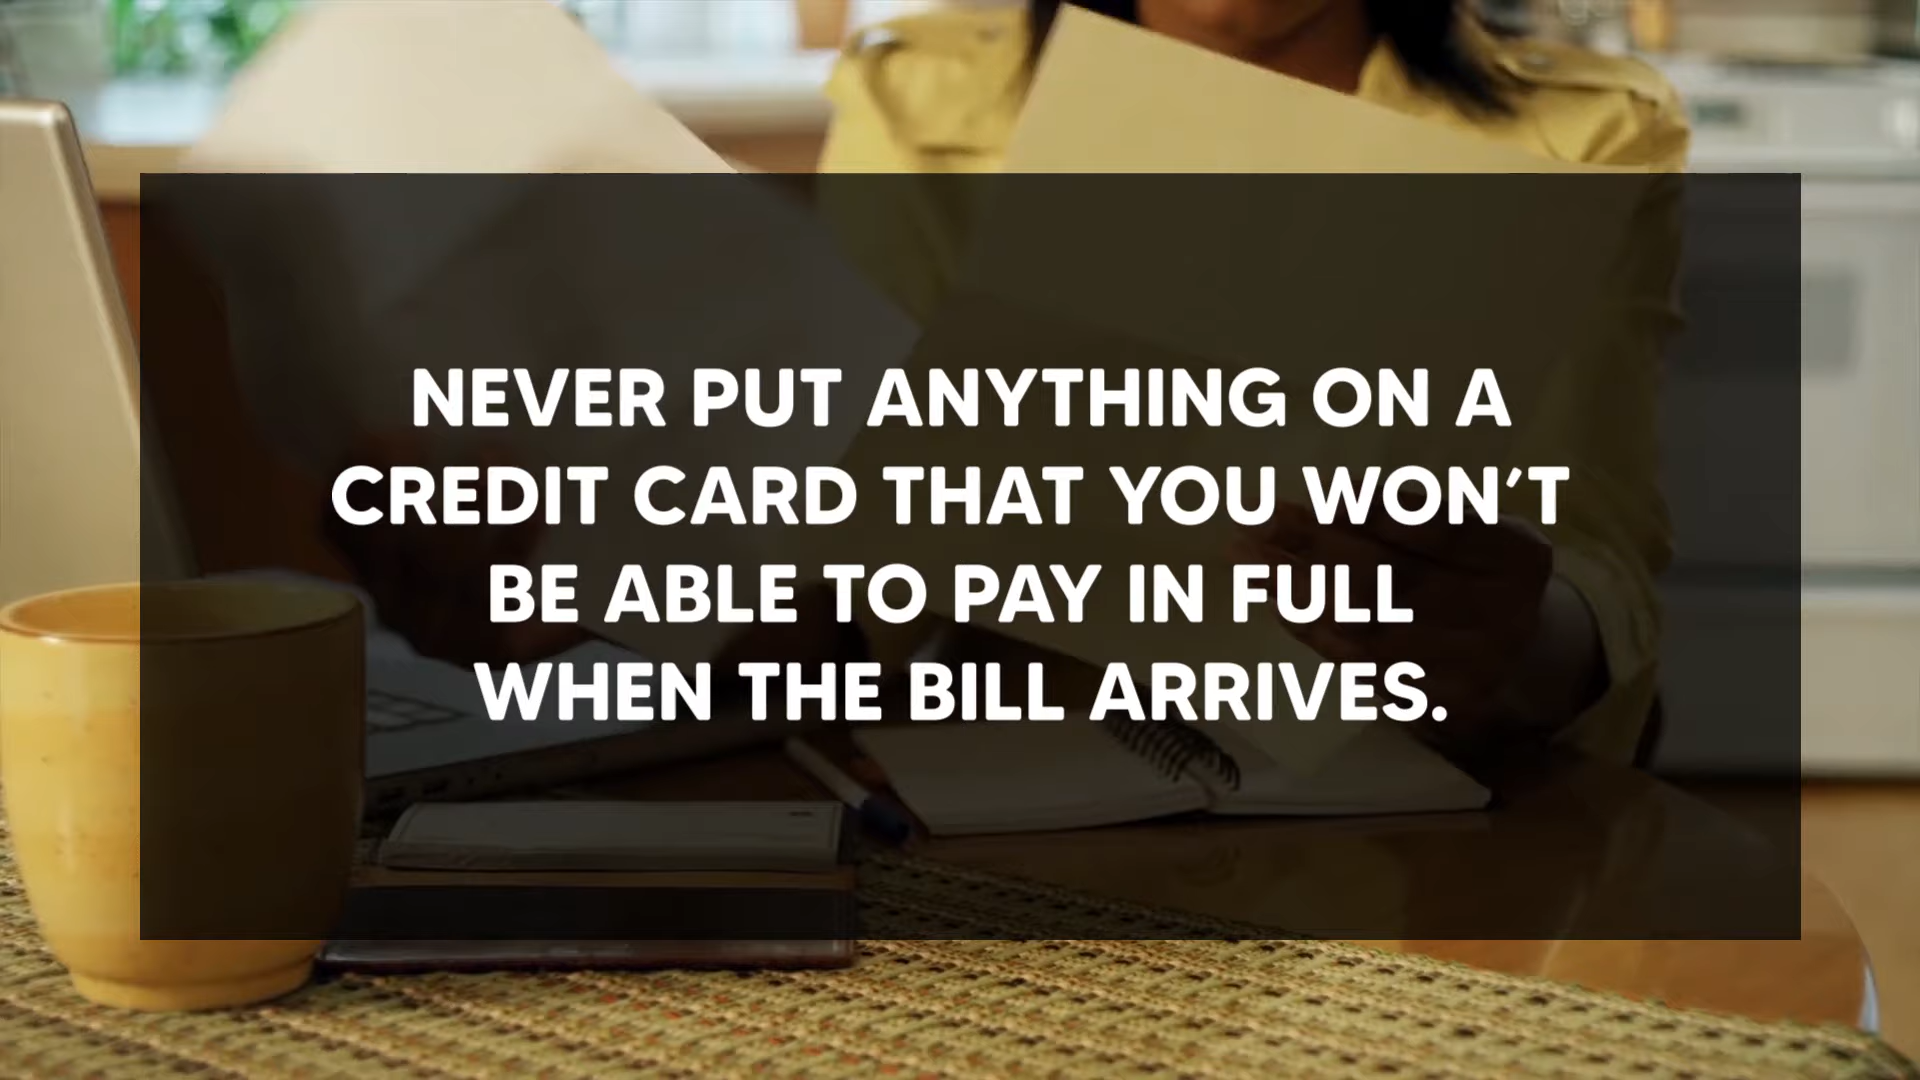 NEVER PUT ANYTHING ON A
CREDIT CARD THAT YOU WON'T
BE ABLE TO PAY IN FULL
WHEN THE BILL ARRIVES.